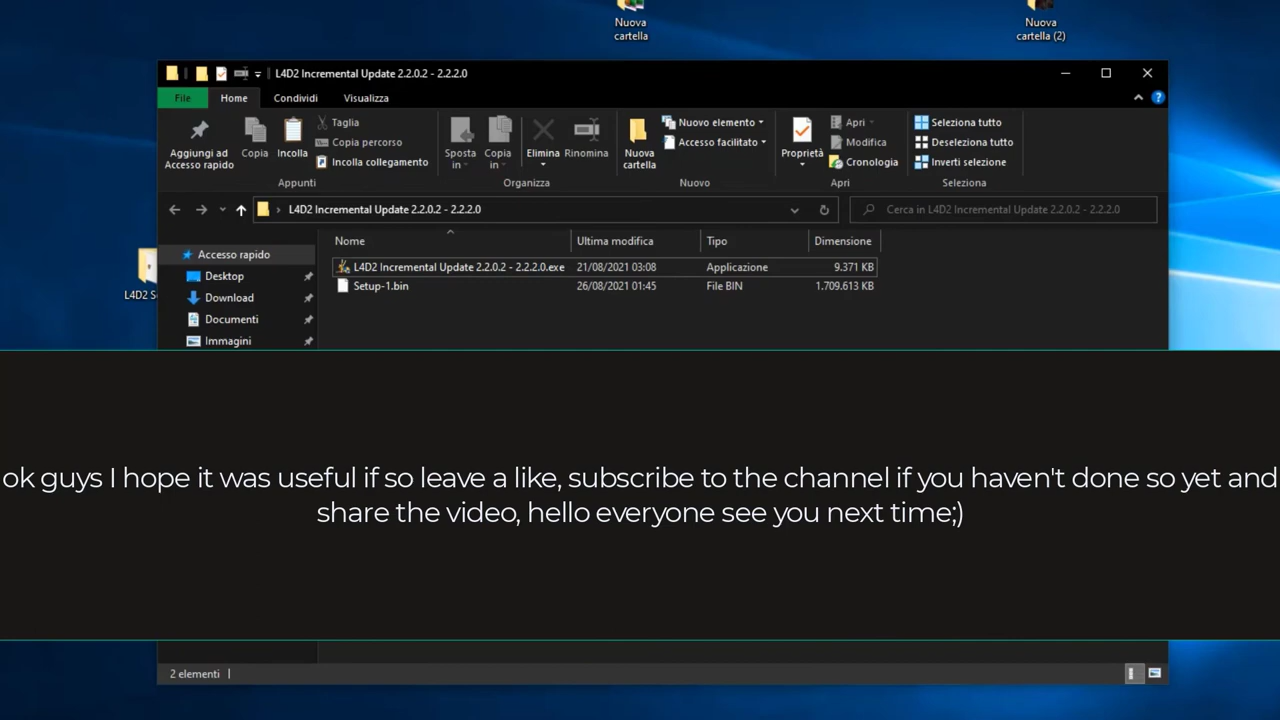 Nuova
cartella
Nuova
cartella (2)
L4D2 Incremental Update 2.2.0.2 - 2.2.2.0
File
Home
Condividi
Visualizza
Aggiungi ad
Accesso rapido
Copia
Incolla
Taglia
Copia percorso
Incolla collegamento
Appunti
Sposta
in
Copia
in
Elimina
Rinomina
Organizza
Nuova
cartella
Nuovo elemento
Accesso facilitato
Nuovo
Proprietà
Apri
Modifica
Cronologia
Apri
Seleziona tutto
Deseleziona tutto
Inverti selezione
Seleziona
L4D2 Incremental Update 2.2.0.2 - 2.2.2.0
Cerca in L4D2 Incremental Update 2.2.0.2 - 2.2.2.0
Nome Ultima modifica Tipo Dimensione
L4D2 Incremental Update 2.2.0.2 - 2.2.2.0.exe 21/08/2021 03:08 Applicazione 9.371 KB
Setup-1.bin 26/08/2021 01:45 File BIN 1.709.613 KB
Accesso rapido
Desktop
Download
Documenti
Immagini
L4D2
ok guys I hope it was useful if so leave a like, subscribe to the channel if you haven't done so yet and
share the video, hello everyone see you next time;)
2 elementi